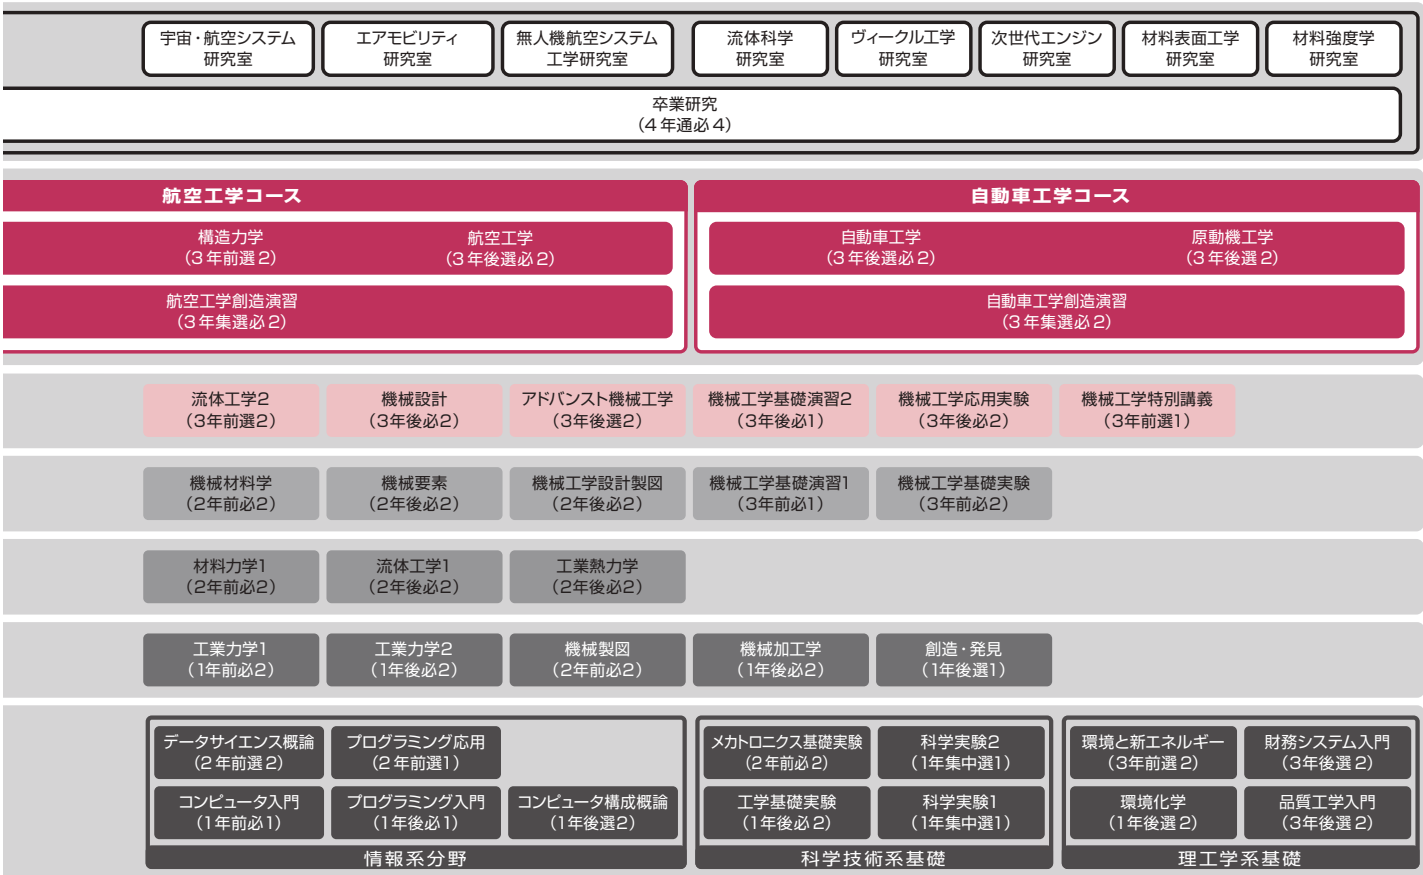 宇宙・航空システム
研究室
エアモビリティ
研究室
無人機航空システム
工学研究室
流体科学
研究室
ヴィークル工学
研究室
次世代エンジン
研究室
材料表面工学
研究室
材料強度学
研究室
卒業研究
（4年通必4）
航空工学コース
構造力学
（3年前選2）
航空工学
（3年後選必2）
航空工学創造演習
（3年集選必2）
自動車工学コース
自動車工学
（3年後選必2）
原動機工学
（3年後選2）
自動車工学創造演習
（3年集選必2）
流体工学2
（3年前選2）
機械設計
（3年後必2）
アドバンスト機械工学
（3年後選2）
機械工学基礎演習2
（3年後必1）
機械工学応用実験
（3年後必2）
機械工学特別講義
（3年前選1）
機械材料学
（2年前必2）
機械要素
（2年後必2）
機械工学設計製図
（2年後必2）
機械工学基礎演習1
（3年前必1）
機械工学基礎実験
（3年前必2）
材料力学1
（2年前必2）
流体工学1
（2年後必2）
工業熱力学
（2年後必2）
工業力学1
（1年前必2）
工業力学2
（1年後必2）
機械製図
（2年前必2）
機械加工学
（1年後必2）
創造・発見
（1年後選1）
データサイエンス概論
（2年前選2）
プログラミング応用
（2年前選1）
コンピュータ入門
（1年前必1）
プログラミング入門
（1年後必1）
コンピュータ構成概論
（1年後選2）
情報系分野
メカトロニクス基礎実験
（2年前必2）
科学実験2
（1年集中選1）
工学基礎実験
（1年後必2）
科学実験1
（1年集中選1）
科学技術系基礎
環境と新エネルギー
（3年前選2）
財務システム入門
（3年後選2）
環境化学
（1年後選2）
品質工学入門
（3年後選2）
理工学系基礎